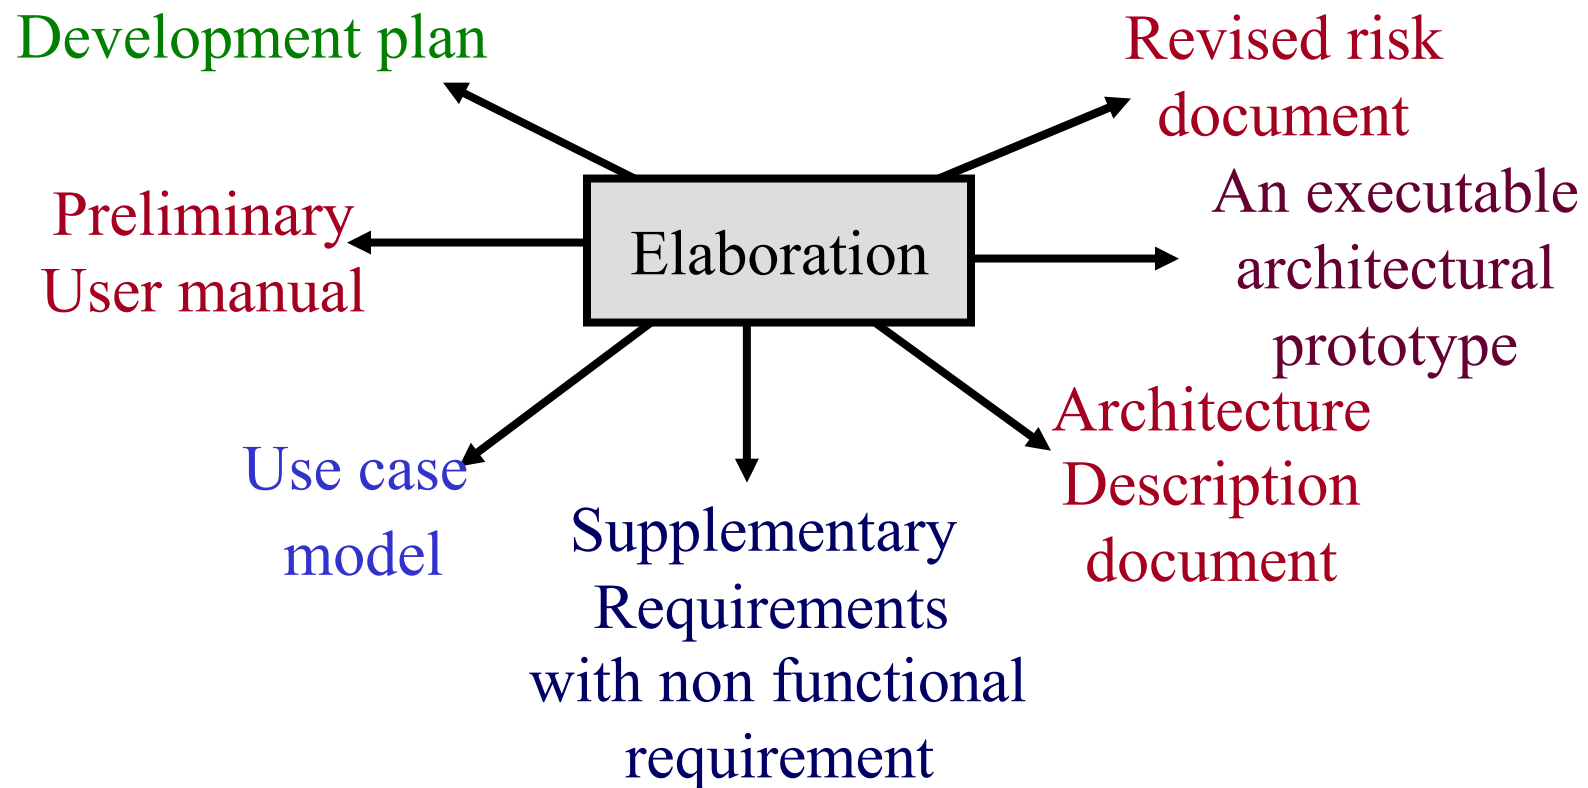 Development plan
Revised risk
document
Preliminary
User manual
Elaboration
An executable
architectural
prototype
Use case
model
Supplementary
Requirements
with non functional
requirement
Architecture
Description
document